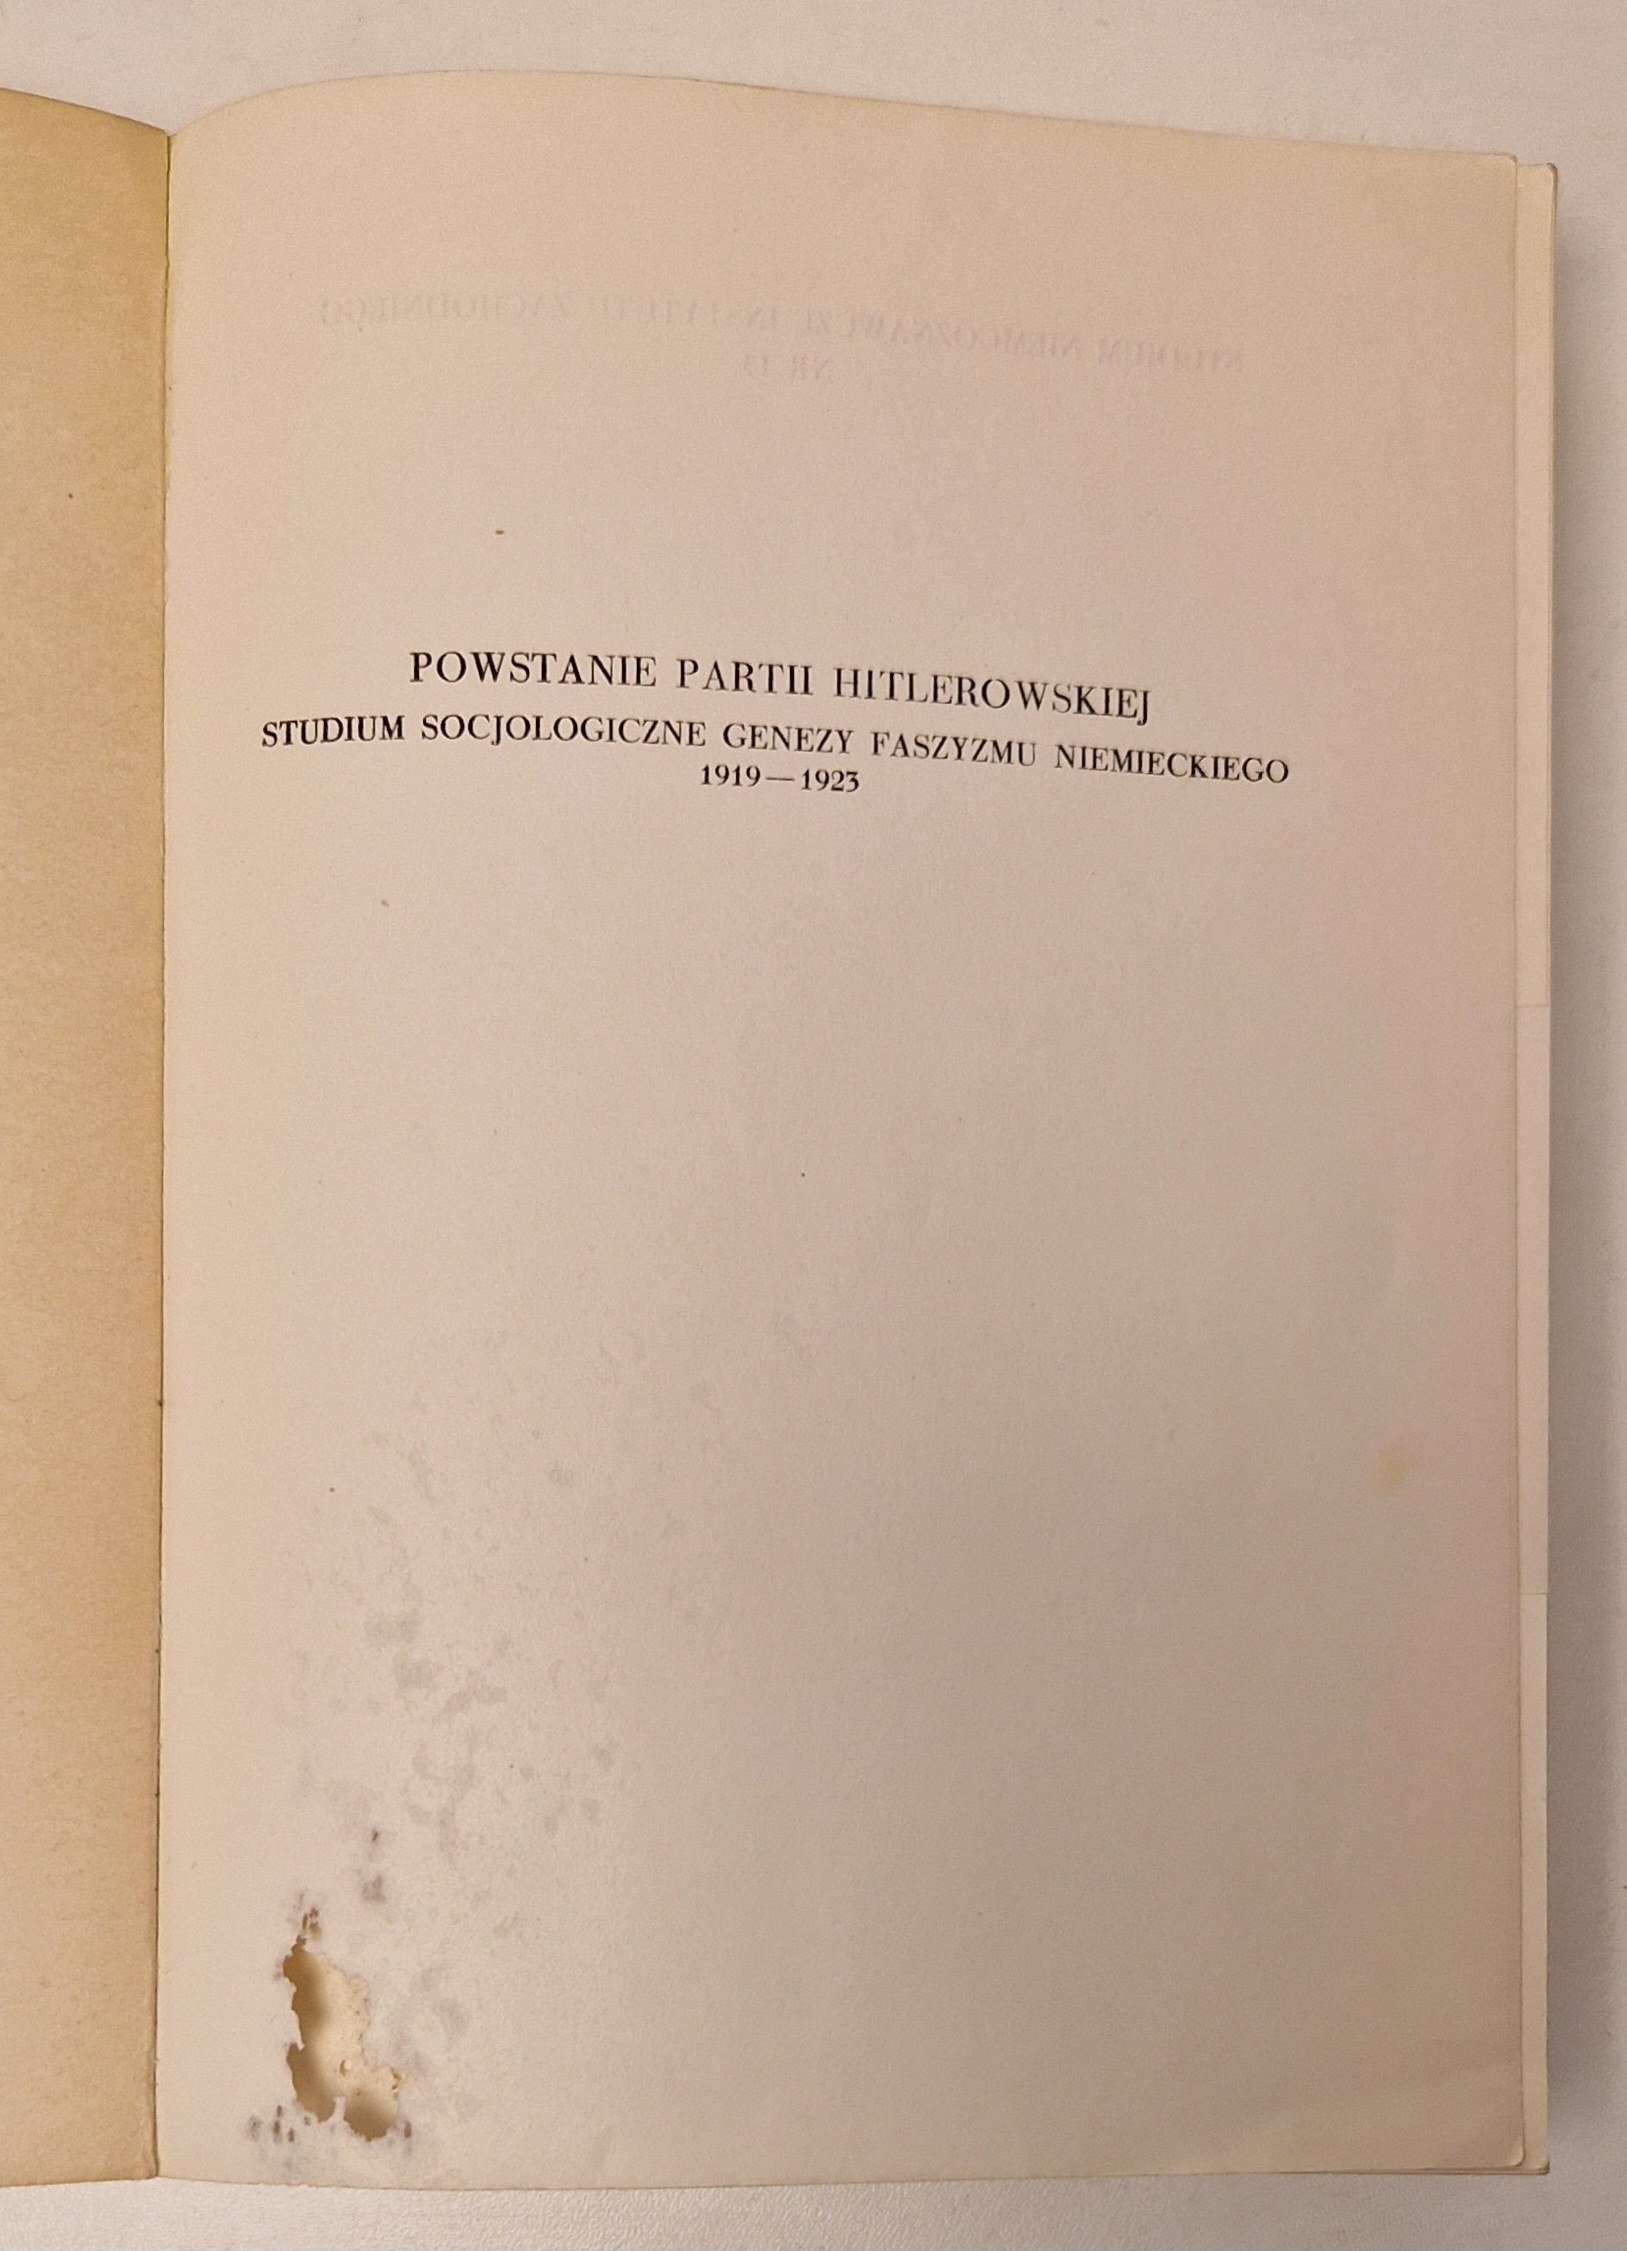 POWSTANIE PARTII HITLEROWSKIEJ
STUDIUM SOCJOLOGICZNE GENEZY FASZYZMU NIEMIECKIEGO
1919—1923